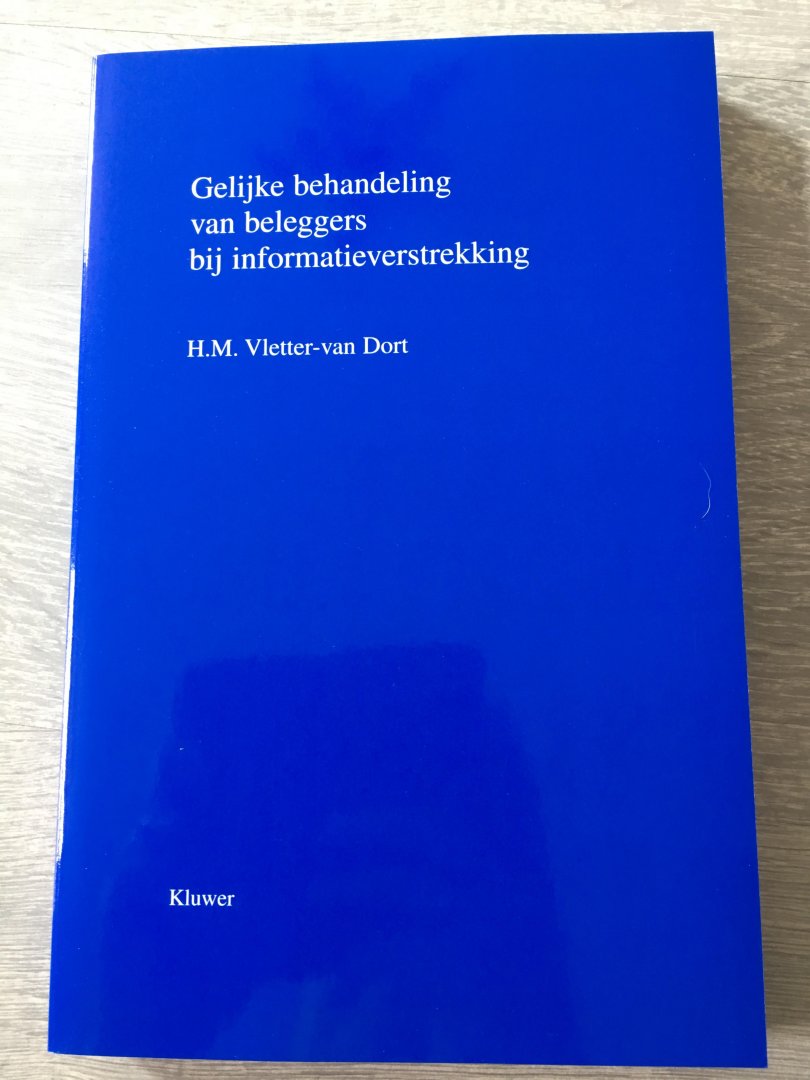 Gelijke behandeling
van beleggers
bij informatieverstrekking
H.M. Vletter-van Dort
Kluwer